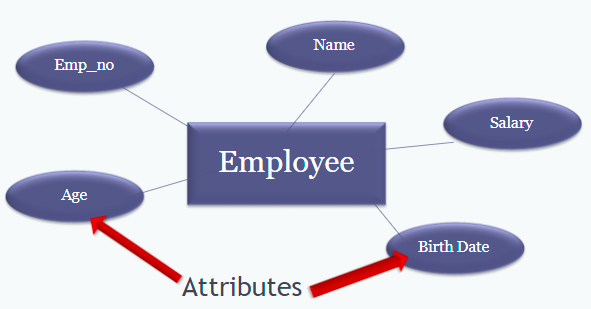 Name
Emp_no
Salary
Employee
Age
Birth Date
Attributes